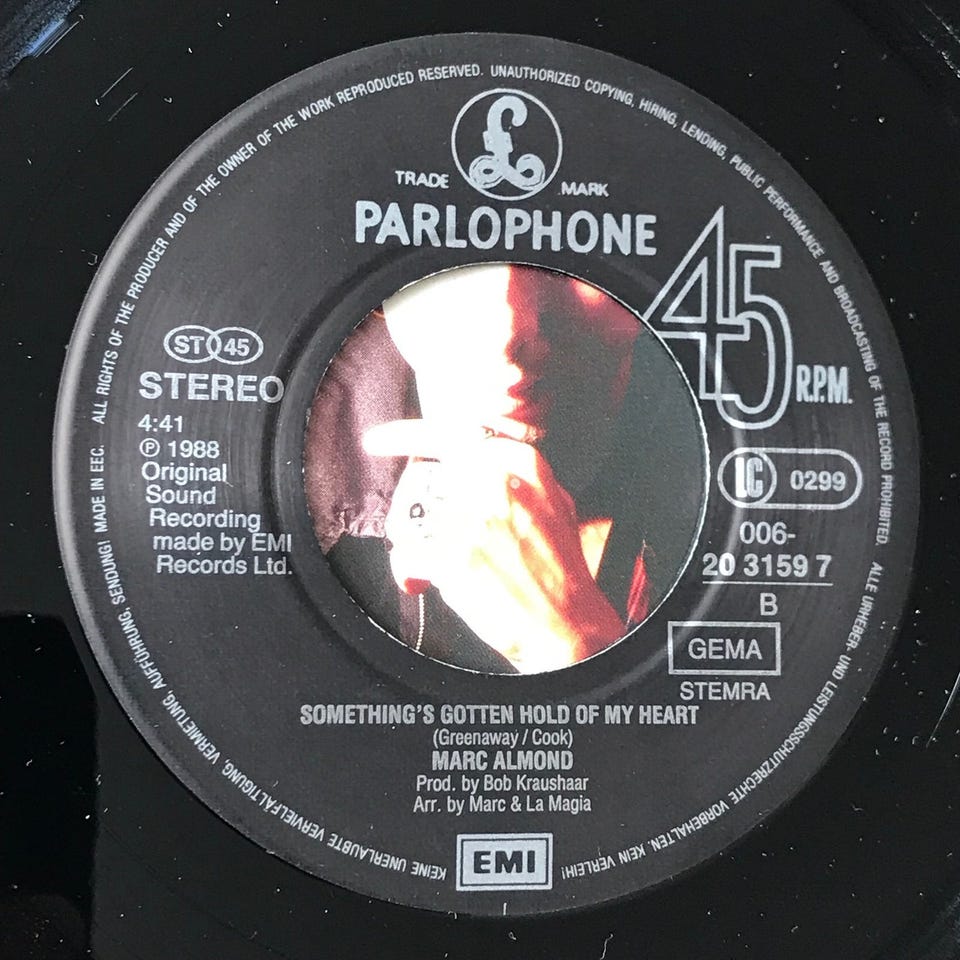 ALL RIGHTS OF THE PRODUCER AND OF THE OWNER OF THE WORK REPRODUCED RESERVED. UNAUTHORIZED COPYING, HIRING, LENDING, PUBLIC PERFORMANCE AND BROADCASTING OF THE RECORD PROHIBITED.
£
TRADE MARK
PARLOPHONE
45 R.P.M.
ST 45
STEREO
4:41
℗ 1988
Original
Sound
Recording
made by EMI
Records Ltd.
LC 0299
006-
20 3159 7
B
GEMA
STEMRA
SOMETHING'S GOTTEN HOLD OF MY HEART
(Greenaway / Cook)
MARC ALMOND
Prod. by Bob Kraushaar
Arr. by Marc & La Magia
EMI
ALLE URHEBER- UND LEISTUNGSSCHUTZRECHTE VORBEHALTEN. KEIN VERLEIH!
KEINE UNERLAUBTE VERVIELFÄLTIGUNG, VERMIETUNG, AUFFÜHRUNG, SENDUNG! MADE IN EEC.